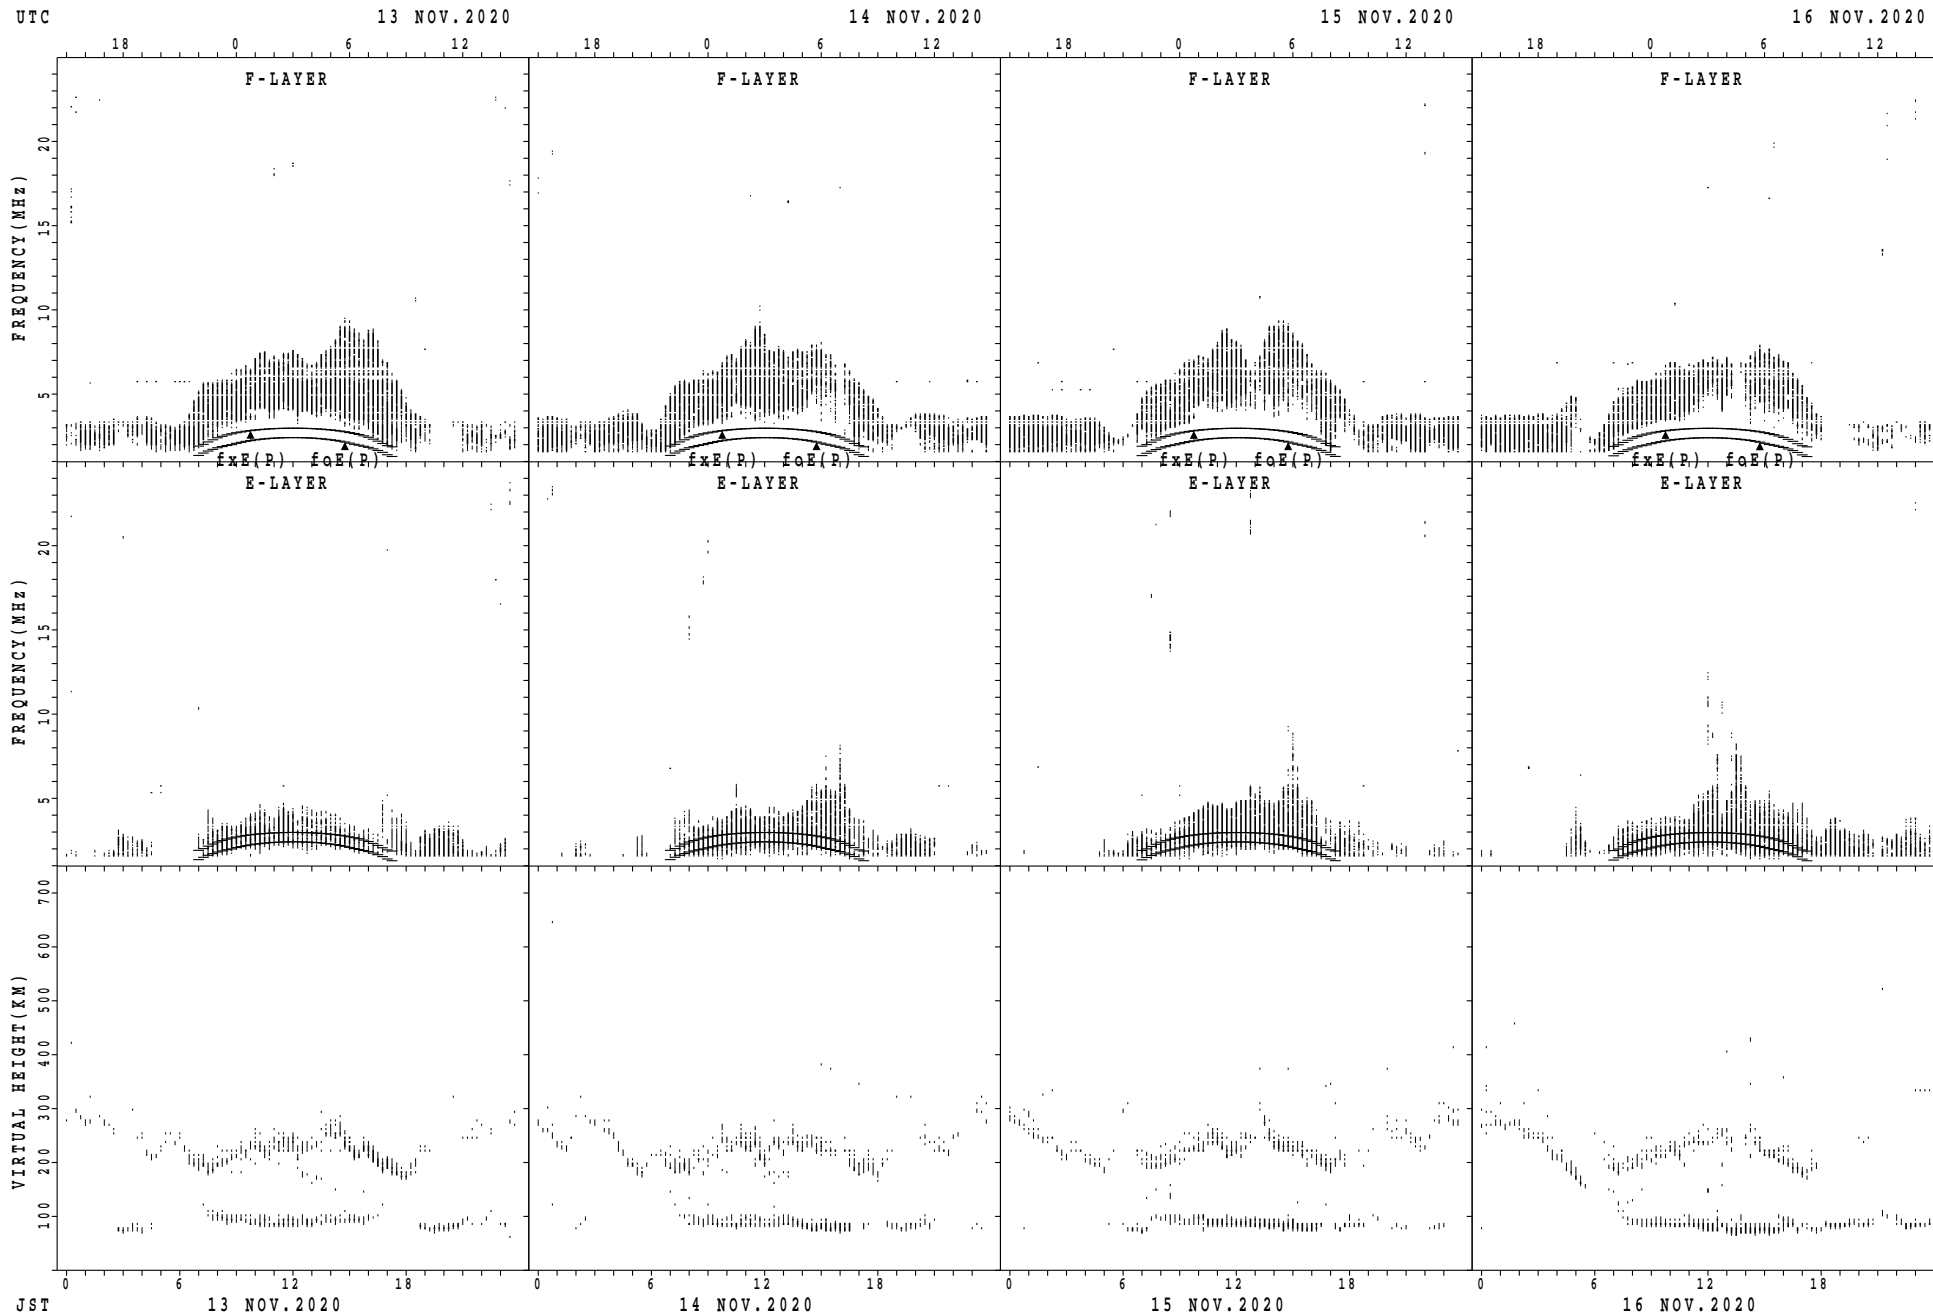 UTC 13 NOV.2020 14 NOV.2020 15 NOV.2020 16 NOV.2020
18 0 6 12 18 0 6 12 18 0 6 12 18 0 6 12
F-LAYER F-LAYER F-LAYER F-LAYER
FREQUENCY(MHz)
20
15
10
5
fxE(P) foE(P) fxE(P) foE(P) fxE(P) foE(P) fxE(P) foE(P)
E-LAYER E-LAYER E-LAYER E-LAYER
FREQUENCY(MHz)
20
15
10
5
VIRTUAL HEIGHT(KM)
700
600
500
400
300
200
100
0 6 12 18 0 6 12 18 0 6 12 18 0 6 12 18
JST 13 NOV.2020 14 NOV.2020 15 NOV.2020 16 NOV.2020